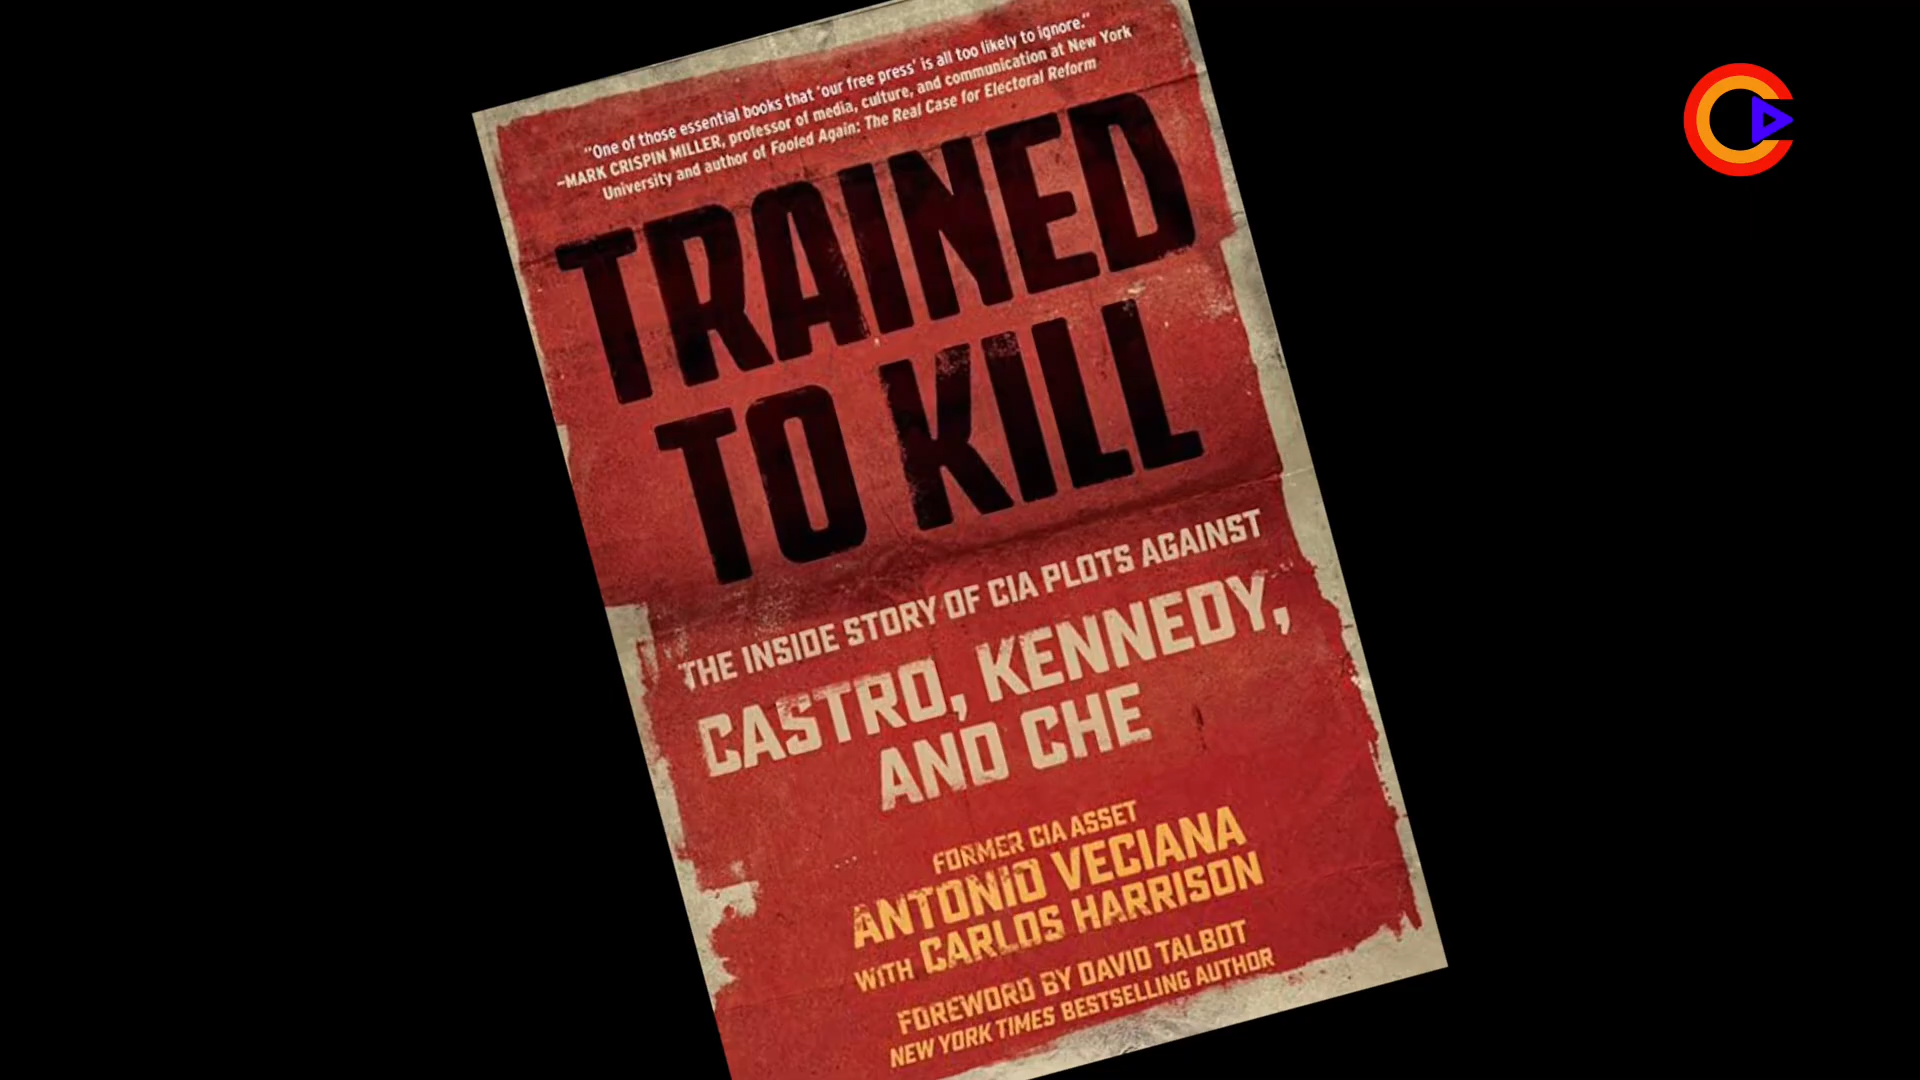 "One of those essential books that 'our free press' is all too likely to ignore."
–MARK CRISPIN MILLER, professor of media, culture, and communication at New York
University and author of Fooled Again: The Real Case for Electoral Reform
TRAINED
TO KILL
THE INSIDE STORY OF CIA PLOTS AGAINST
CASTRO, KENNEDY,
AND CHE
FORMER CIA ASSET
ANTONIO VECIANA
WITH CARLOS HARRISON
FOREWORD BY DAVID TALBOT
NEW YORK TIMES BESTSELLING AUTHOR